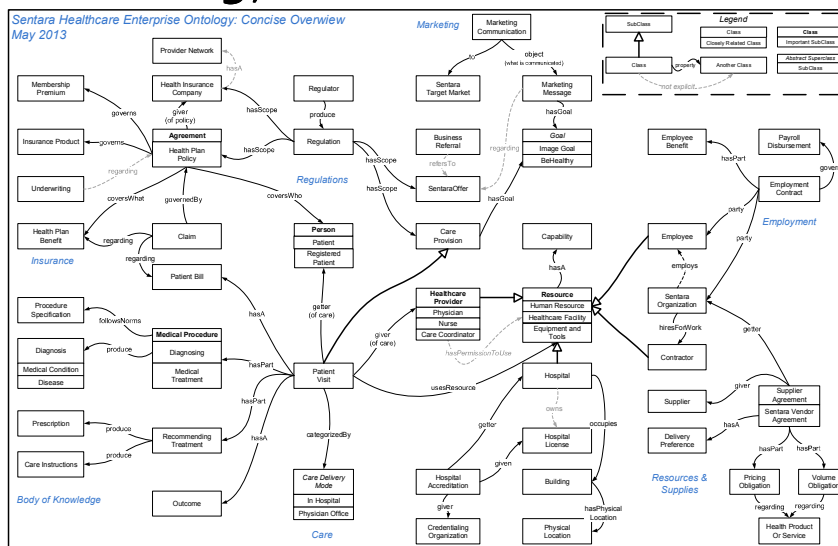 Sentara Healthcare Enterprise Ontology: Concise Overwiew
May 2013
Marketing
Marketing
Communication
to
object
(what is communicated)
Sentara
Target Market
Marketing
Message
hasGoal
Goal
Image Goal
BeHealthy
regarding
Business
Referral
refersTo
SentaraOffer
hasGoal
Legend
SubClass
Class
property
Another Class
not explicit
Class
Closely Related Class
Class
Important SubClass
Abstract Superclass
SubClass
Provider Network
hasA
Health Insurance
Company
Membership
Premium
governs
giver
(of policy)
Agreement
Health Plan
Policy
Insurance Product
governs
Underwriting
regarding
Regulator
produce
Regulation
hasScope
hasScope
hasScope
hasScope
Regulations
coversWhat
governedBy
coversWho
Health Plan
Benefit
regarding
Claim
regarding
Patient Bill
Insurance
Person
Patient
Registered
Patient
getter
(of care)
Care
Provision
Capability
hasA
Employee
Benefit
Payroll
Disbursement
hasPart
govern
Employment
Contract
party
party
Employment
Employee
employs
Sentara
Organization
hiresForWork
Contractor
Procedure
Specification
followsNorms
Medical Procedure
Diagnosing
Medical
Treatment
Diagnosis
Medical Condition
Disease
produce
hasA
hasPart
Patient
Visit
giver
(of care)
Healthcare
Provider
Physician
Nurse
Care Coordinator
hasPermissionToUse
Resource
Human Resource
Healthcare Facility
Equipment and
Tools
usesResource
Prescription
produce
Recommending
Treatment
hasPart
Care Instructions
produce
hasA
Outcome
Body of Knowledge
categorizedBy
Care Delivery
Mode
In Hospital
Physician Office
Care
Hospital
getter
owns
occupies
Hospital
License
given
Hospital
Accreditation
giver
Credentialing
Organization
Building
hasPhysical
Location
Physical
Location
getter
Supplier
giver
Supplier
Agreement
Sentara Vendor
Agreement
Delivery
Preference
hasA
hasPart
hasPart
Resources &
Supplies
Pricing
Obligation
Volume
Obligation
regarding
regarding
Health Product
Or Service